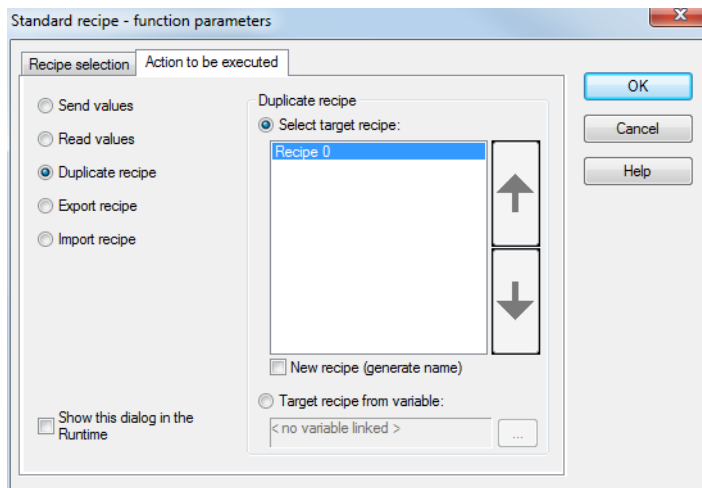 Standard recipe - function parameters
X
Recipe selection
Action to be executed
Send values
Read values
Duplicate recipe
Export recipe
Import recipe
Show this dialog in the
Runtime
Duplicate recipe
Select target recipe:
Recipe 0
New recipe (generate name)
Target recipe from variable:
< no variable linked >
...
OK
Cancel
Help